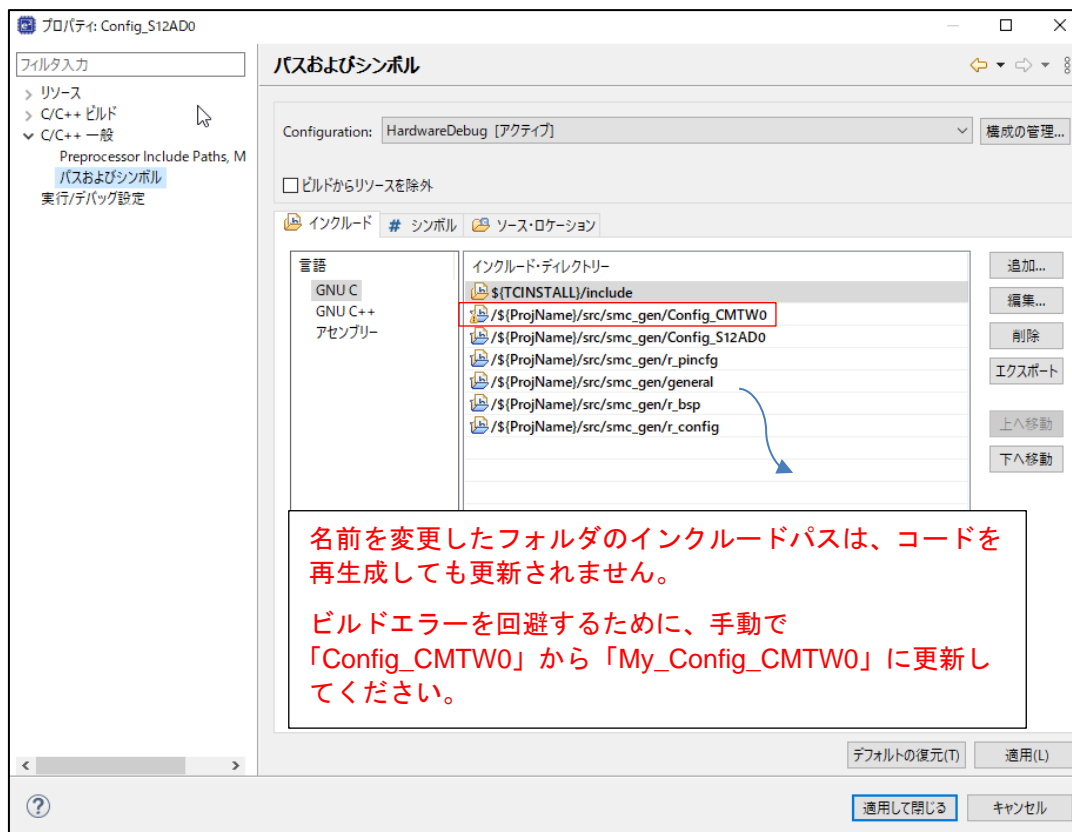 プロパティ: Config_S12AD0
フィルタ入力
リソース
C/C++ ビルド
C/C++ 一般
Preprocessor Include Paths, M
パスおよびシンボル
実行/デバッグ設定
パスおよびシンボル
Configuration: HardwareDebug [アクティブ]
構成の管理...
ビルドからリソースを除外
インクルード # シンボル ソース・ロケーション
言語
GNU C
GNU C++
アセンブリー
インクルード・ディレクトリー
${TCINSTALL}/include
/${ProjName}/src/smc_gen/Config_CMTW0
/${ProjName}/src/smc_gen/Config_S12AD0
/${ProjName}/src/smc_gen/r_pincfg
/${ProjName}/src/smc_gen/general
/${ProjName}/src/smc_gen/r_bsp
/${ProjName}/src/smc_gen/r_config
追加...
編集...
削除
エクスポート
上へ移動
下へ移動
名前を変更したフォルダのインクルードパスは、コードを
再生成しても更新されません。
ビルドエラーを回避するために、手動で
「Config_CMTW0」から「My_Config_CMTW0」に更新し
てください。
デフォルトの復元(T)
適用(L)
?
適用して閉じる
キャンセル